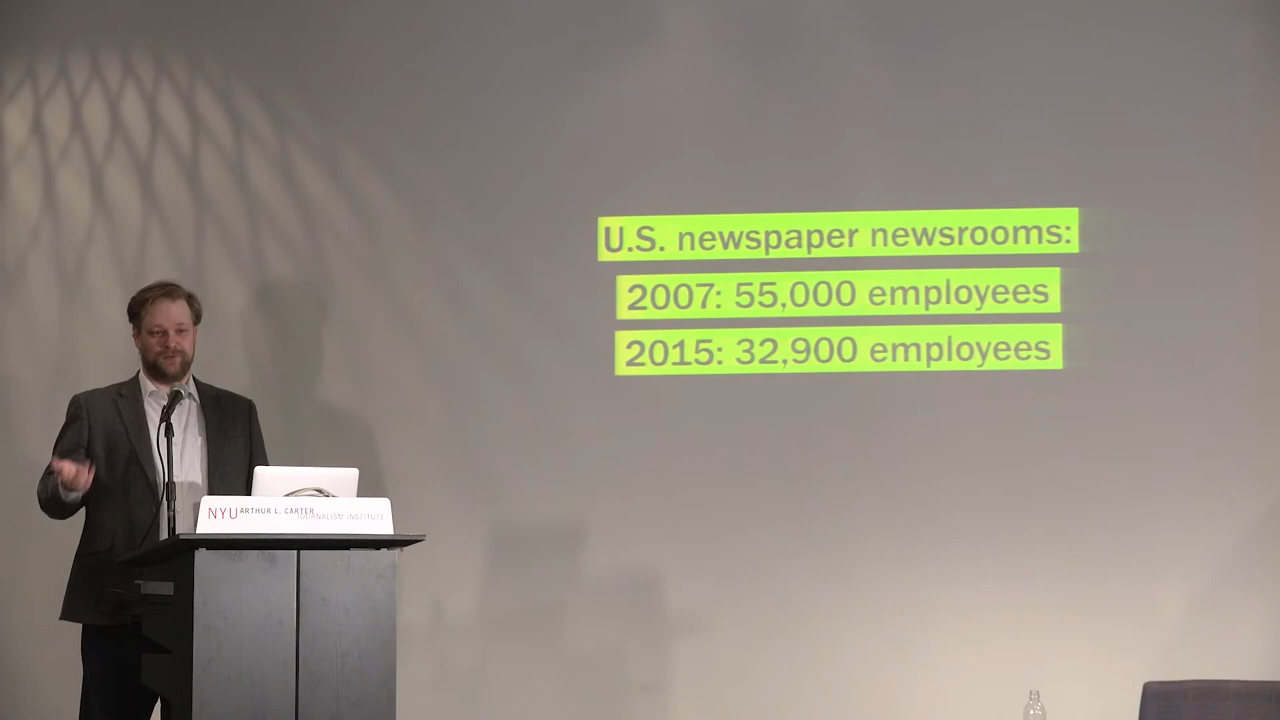 U.S. newspaper newsrooms:
2007: 55,000 employees
2015: 32,900 employees
NYU ARTHUR L. CARTER
JOURNALISM INSTITUTE